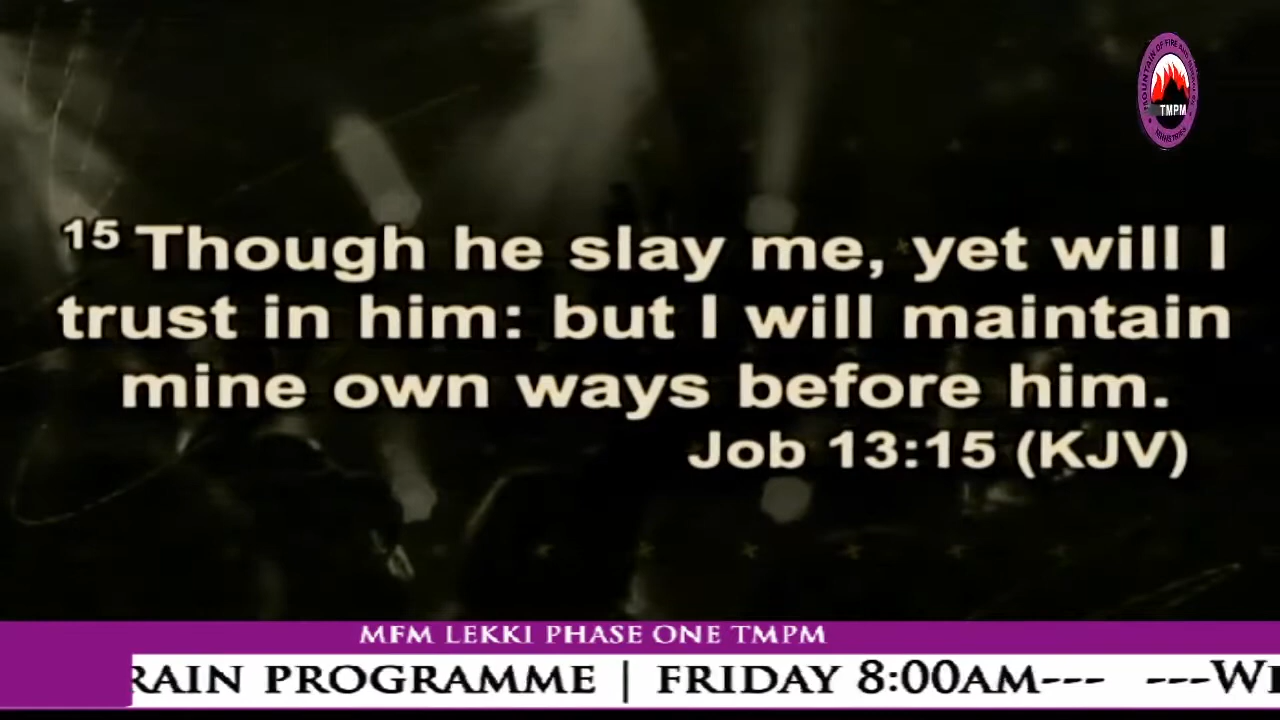 TMPM
15 Though he slay me, yet will I
trust in him: but I will maintain
mine own ways before him.
Job 13:15 (KJV)
MFM LEKKI PHASE ONE TMPM
RAIN PROGRAMME | FRIDAY 8:00AM--- ---